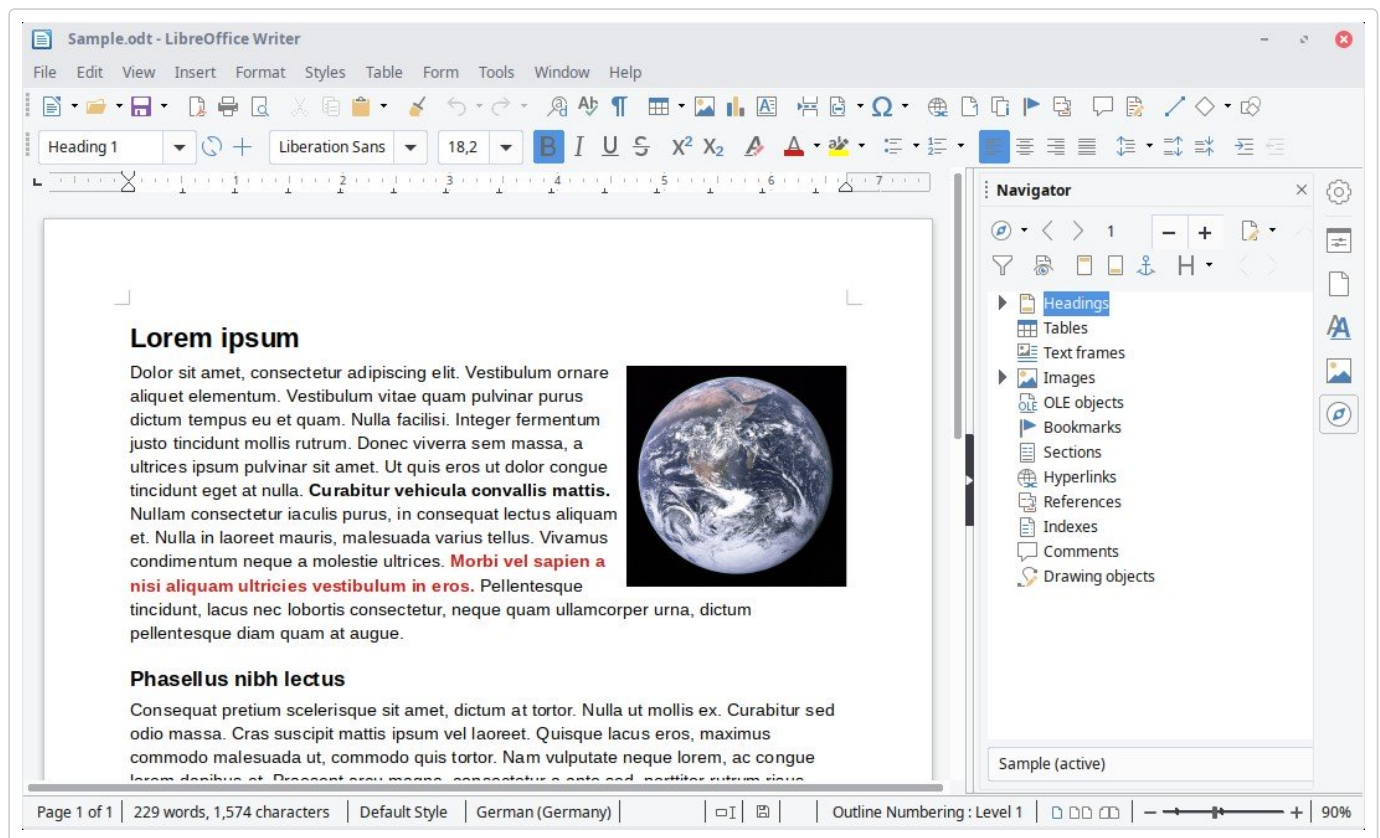 Sample.odt - LibreOffice Writer
File Edit View Insert Format Styles Table Form Tools Window Help
Heading 1 Liberation Sans 18,2 B I U S X² X₂
1 2 3 4 5 6 7
Lorem ipsum
Dolor sit amet, consectetur adipiscing elit. Vestibulum ornare
aliquet elementum. Vestibulum vitae quam pulvinar purus
dictum tempus eu et quam. Nulla facilisi. Integer fermentum
justo tincidunt mollis rutrum. Donec viverra sem massa, a
ultrices ipsum pulvinar sit amet. Ut quis eros ut dolor congue
tincidunt eget at nulla. Curabitur vehicula convallis mattis.
Nullam consectetur iaculis purus, in consequat lectus aliquam
et. Nulla in laoreet mauris, malesuada varius tellus. Vivamus
condimentum neque a molestie ultrices. Morbi vel sapien a
nisi aliquam ultricies vestibulum in eros. Pellentesque
tincidunt, lacus nec lobortis consectetur, neque quam ullamcorper urna, dictum
pellentesque diam quam at augue.
Phasellus nibh lectus
Consequat pretium scelerisque sit amet, dictum at tortor. Nulla ut mollis ex. Curabitur sed
odio massa. Cras suscipit mattis ipsum vel laoreet. Quisque lacus eros, maximus
commodo malesuada ut, commodo quis tortor. Nam vulputate neque lorem, ac congue
Navigator
1
Headings
Tables
Text frames
Images
OLE objects
Bookmarks
Sections
Hyperlinks
References
Indexes
Comments
Drawing objects
Sample (active)
Page 1 of 1 229 words, 1,574 characters Default Style German (Germany) Outline Numbering : Level 1 90%